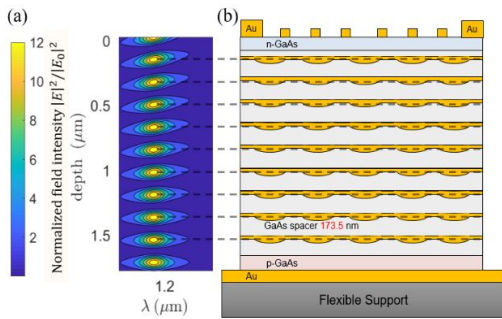 (a)
12
10
8
6
4
2
Normalized field intensity |E|²/|E₀|²
0
0.5
1
1.5
depth (μm)
1.2
λ (μm)
(b)
Au
Au
n-GaAs
GaAs spacer 173.5 nm
p-GaAs
Au
Flexible Support